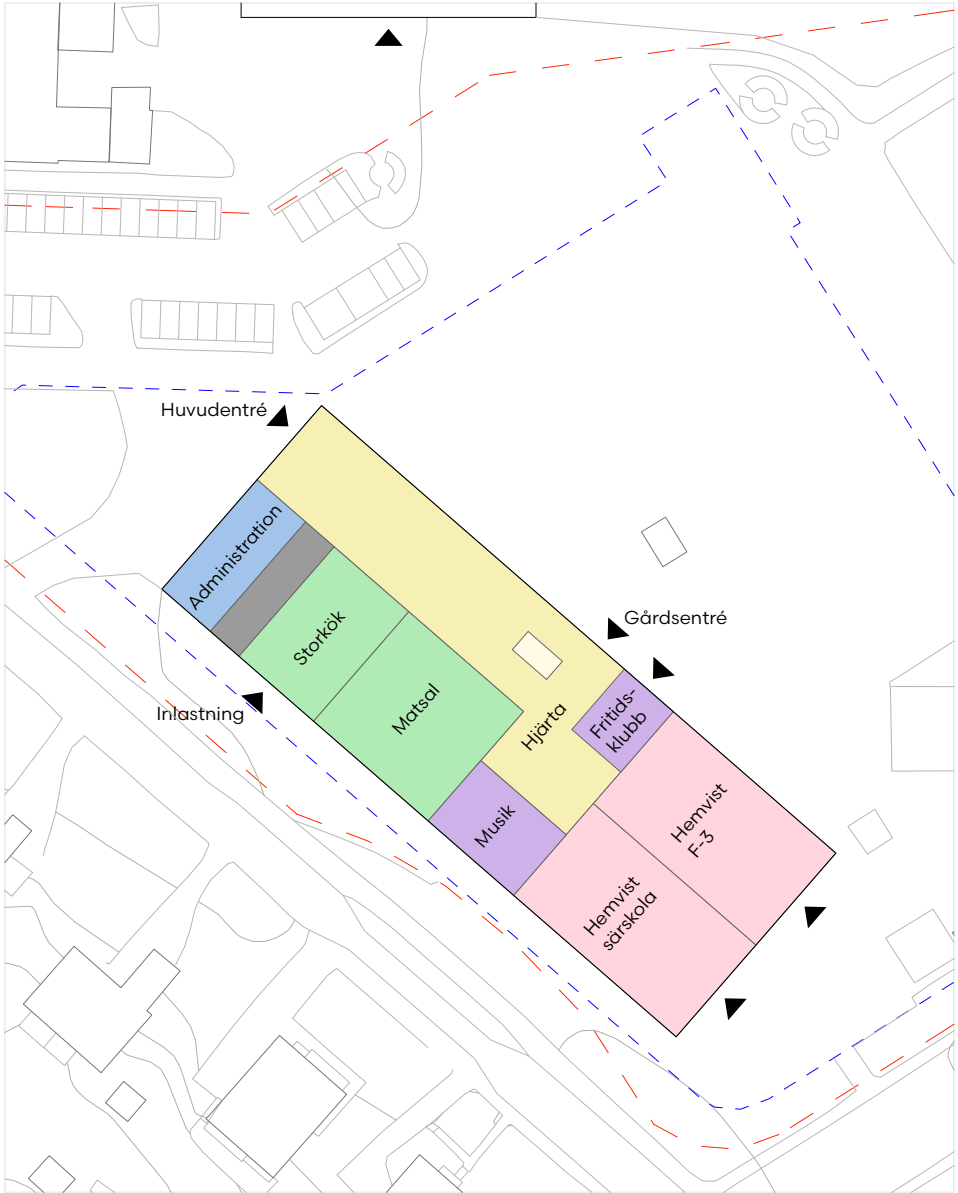 Huvudentré
Administration
Storkök
Gårdsentré
Inlastning
Matsal
Hjärta
Fritids-
klubb
Musik
Hemvist
F-3
Hemvist
särskola